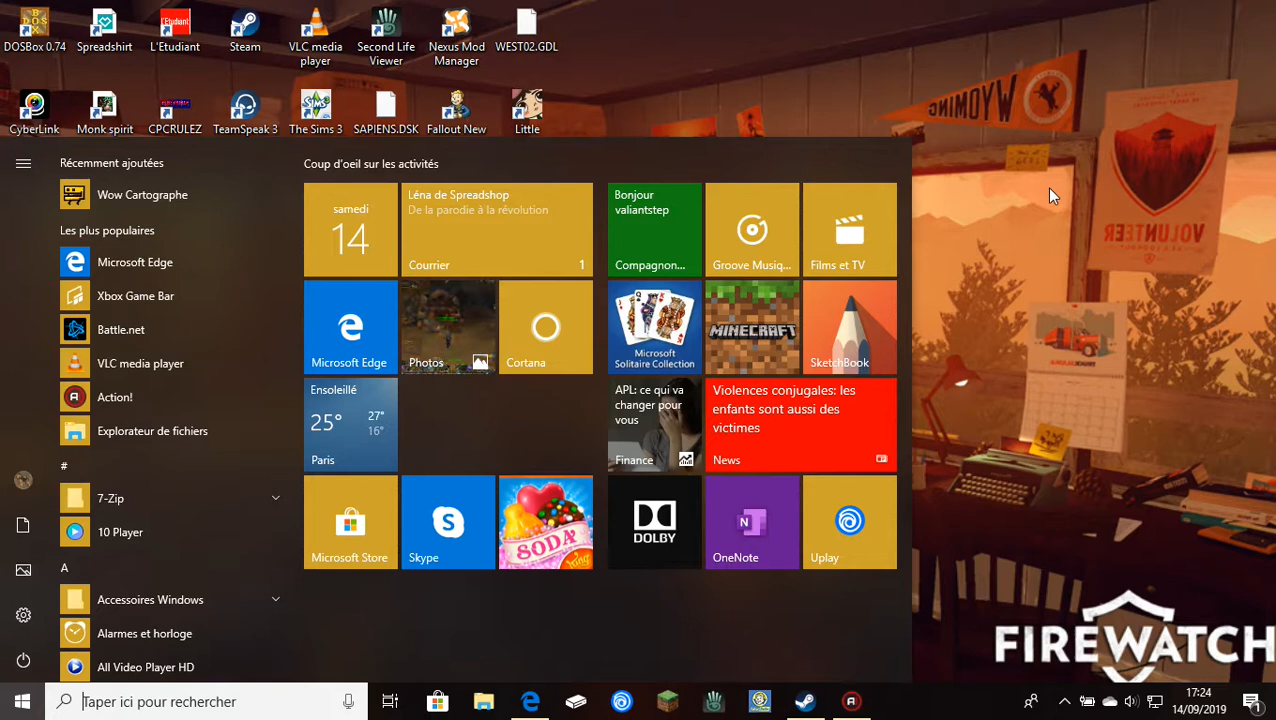 DOSBox 0.74
Spreadshirt
L'Etudiant
Steam
VLC media
player
Second Life
Viewer
Nexus Mod
Manager
WEST02.GDL
CyberLink
Monk spirit
CPCRULEZ
TeamSpeak 3
The Sims 3
SAPIENS.DSK
Fallout New
Little
WYOMING
VOLUNTEER
Récemment ajoutées
Wow Cartographe
Les plus populaires
Microsoft Edge
Xbox Game Bar
Battle.net
VLC media player
Action!
Explorateur de fichiers
#
7-Zip
10 Player
A
Accessoires Windows
Alarmes et horloge
All Video Player HD
Coup d'oeil sur les activités
samedi
14
Léna de Spreadshop
De la parodie à la révolution
Courrier 1
Bonjour
valiantstep
Compagnon...
Groove Musiq...
Films et TV
Microsoft Edge
Photos
Cortana
Microsoft
Solitaire Collection
MINECRAFT
SketchBook
Ensoleillé
25° 27°
16°
Paris
APL: ce qui va
changer pour
vous
Finance
Violences conjugales: les
enfants sont aussi des
victimes
News
Microsoft Store
Skype
SODA
King
DOLBY
OneNote
Uplay
FIREWATCH
Taper ici pour rechercher
17:24
14/09/2019
1